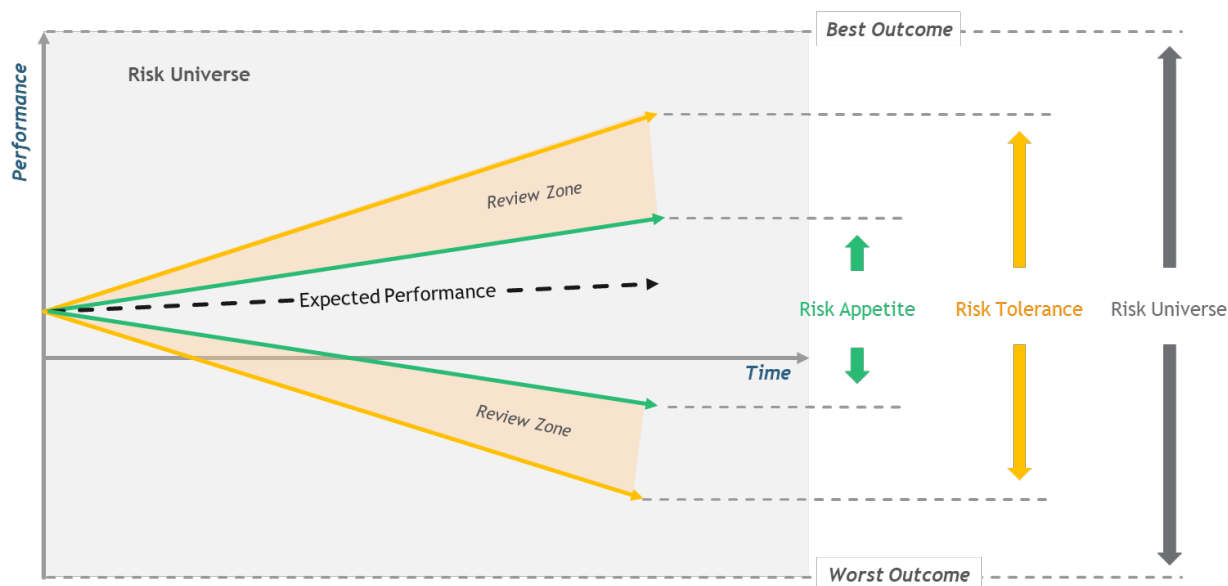 Best Outcome
Performance
Risk Universe
Review Zone
Expected Performance
Risk Appetite
Risk Tolerance
Risk Universe
Time
Review Zone
Worst Outcome